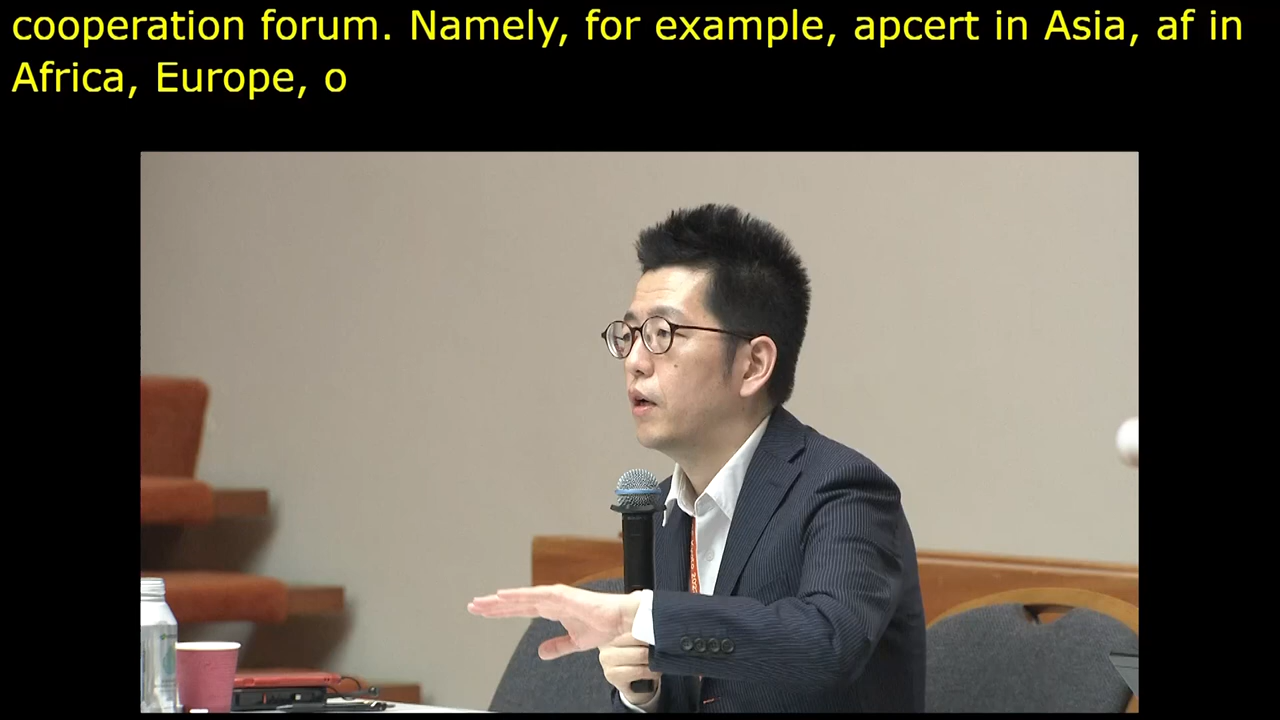 cooperation forum. Namely, for example, apcert in Asia, af in
Africa, Europe, o